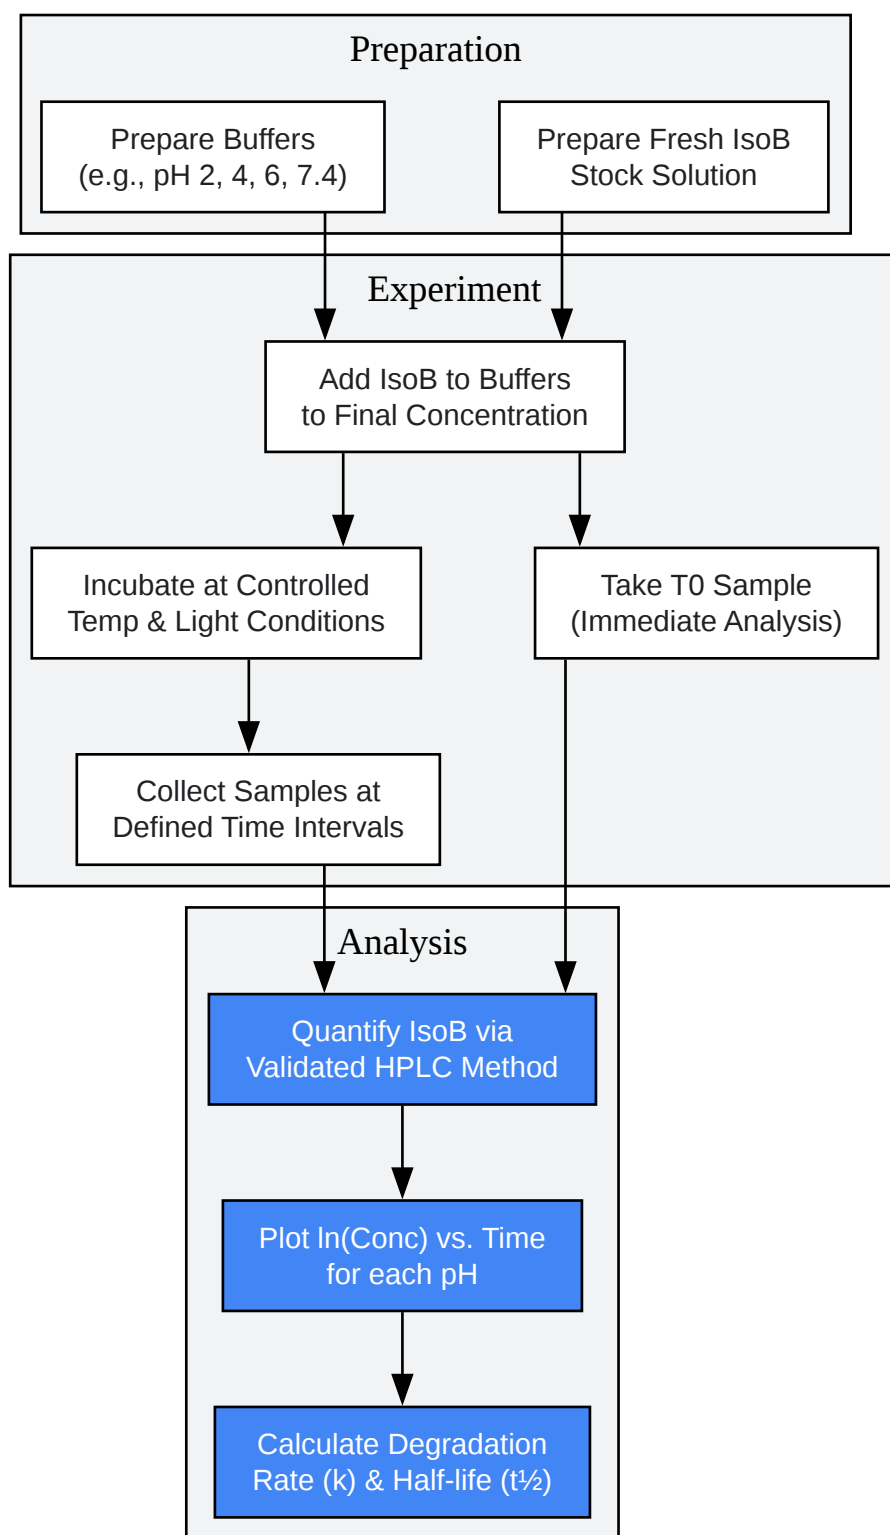 Preparation
Prepare Buffers
(e.g., pH 2, 4, 6, 7.4)
Prepare Fresh IsoB
Stock Solution
Experiment
Add IsoB to Buffers
to Final Concentration
Incubate at Controlled
Temp & Light Conditions
Take T0 Sample
(Immediate Analysis)
Collect Samples at
Defined Time Intervals
Analysis
Quantify IsoB via
Validated HPLC Method
Plot ln(Conc) vs. Time
for each pH
Calculate Degradation
Rate (k) & Half-life (t½)